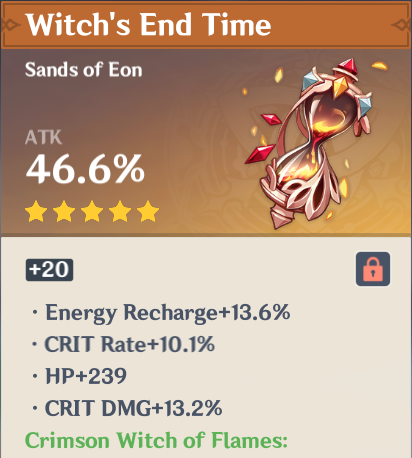 Witch's End Time
Sands of Eon
ATK
46.6%
+20
· Energy Recharge+13.6%
· CRIT Rate+10.1%
· HP+239
· CRIT DMG+13.2%
Crimson Witch of Flames: